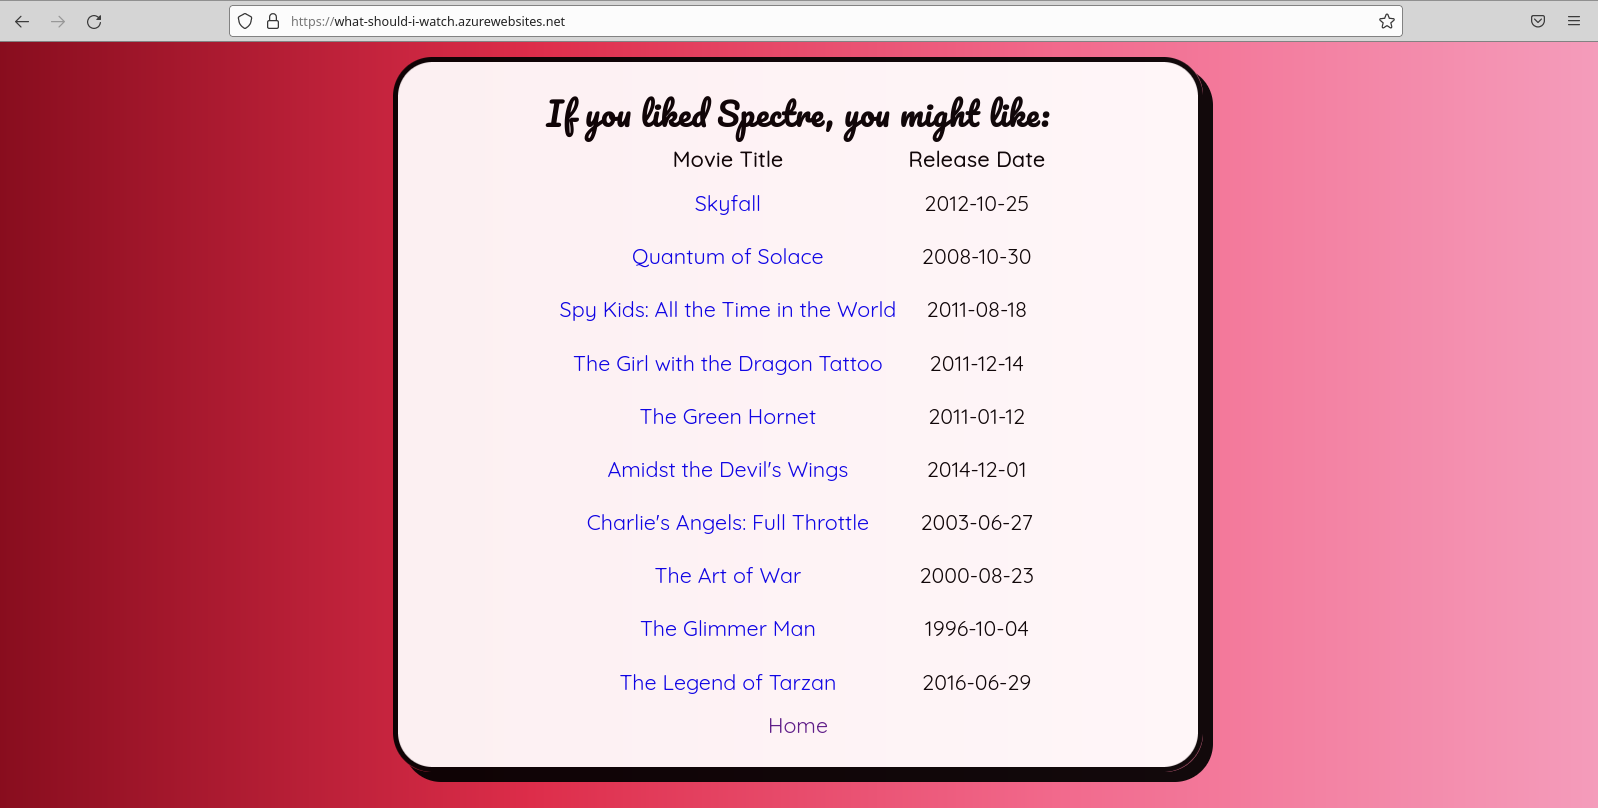 https://what-should-i-watch.azurewebsites.net
If you liked Spectre, you might like:
Movie Title Release Date
Skyfall 2012-10-25
Quantum of Solace 2008-10-30
Spy Kids: All the Time in the World 2011-08-18
The Girl with the Dragon Tattoo 2011-12-14
The Green Hornet 2011-01-12
Amidst the Devil's Wings 2014-12-01
Charlie's Angels: Full Throttle 2003-06-27
The Art of War 2000-08-23
The Glimmer Man 1996-10-04
The Legend of Tarzan 2016-06-29
Home